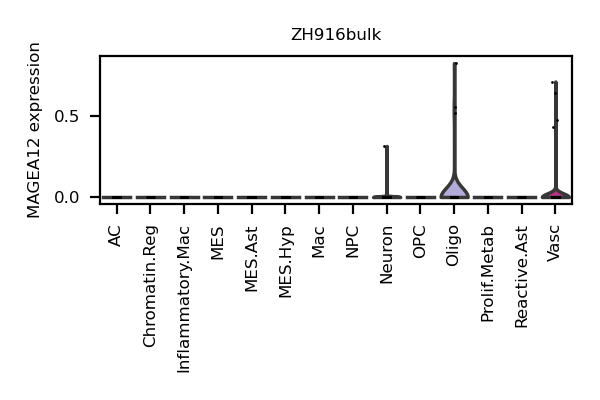 ZH916bulk
MAGEA12 expression
0.5
0.0
AC
Chromatin.Reg
Inflammatory.Mac
MES
MES.Ast
MES.Hyp
Mac
NPC
Neuron
OPC
Oligo
Prolif.Metab
Reactive.Ast
Vasc